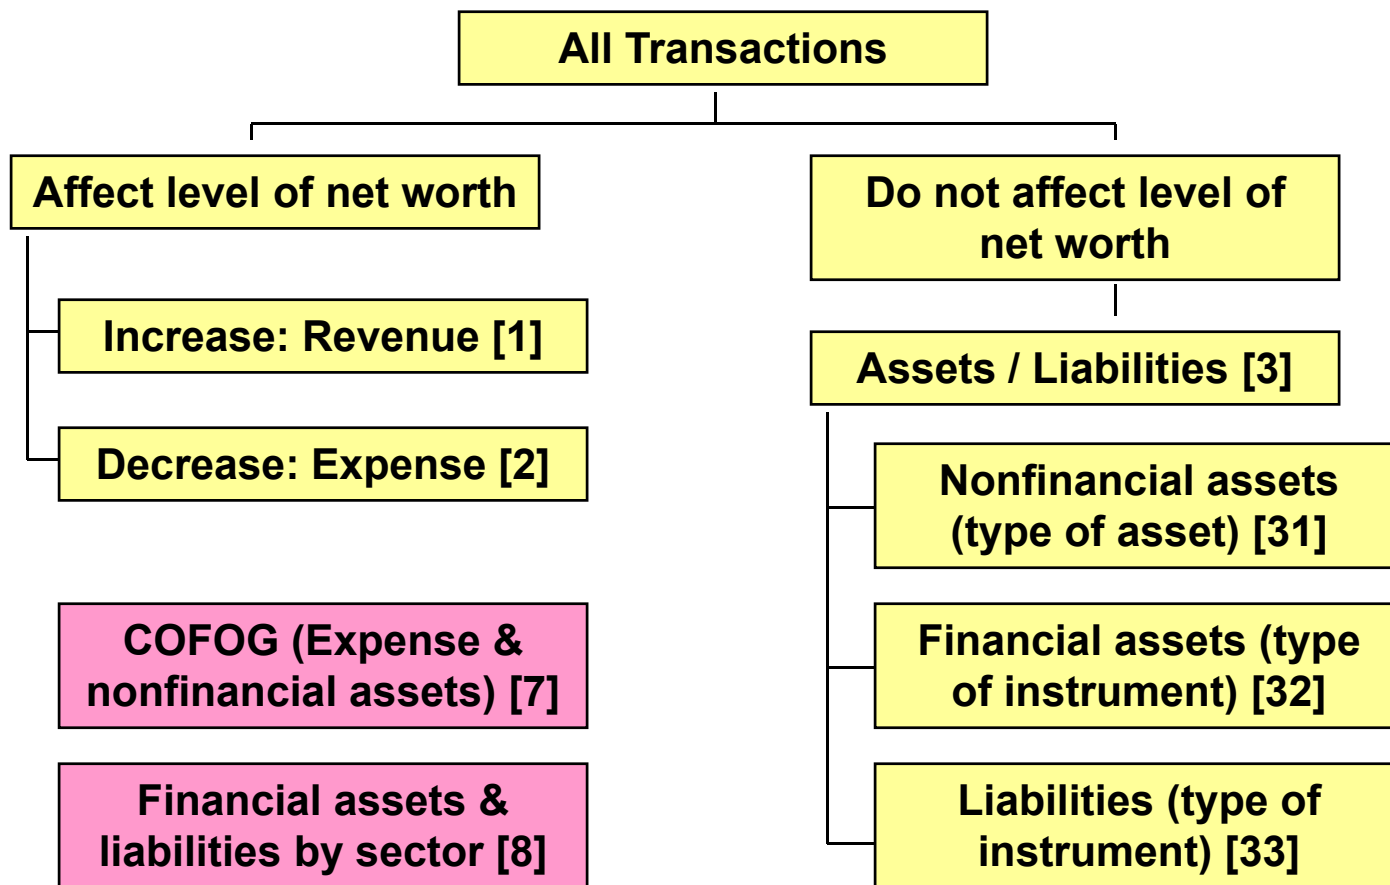 All Transactions
Affect level of net worth
Increase: Revenue [1]
Decrease: Expense [2]
COFOG (Expense &
nonfinancial assets) [7]
Financial assets &
liabilities by sector [8]
Do not affect level of
net worth
Assets / Liabilities [3]
Nonfinancial assets
(type of asset) [31]
Financial assets (type
of instrument) [32]
Liabilities (type of
instrument) [33]